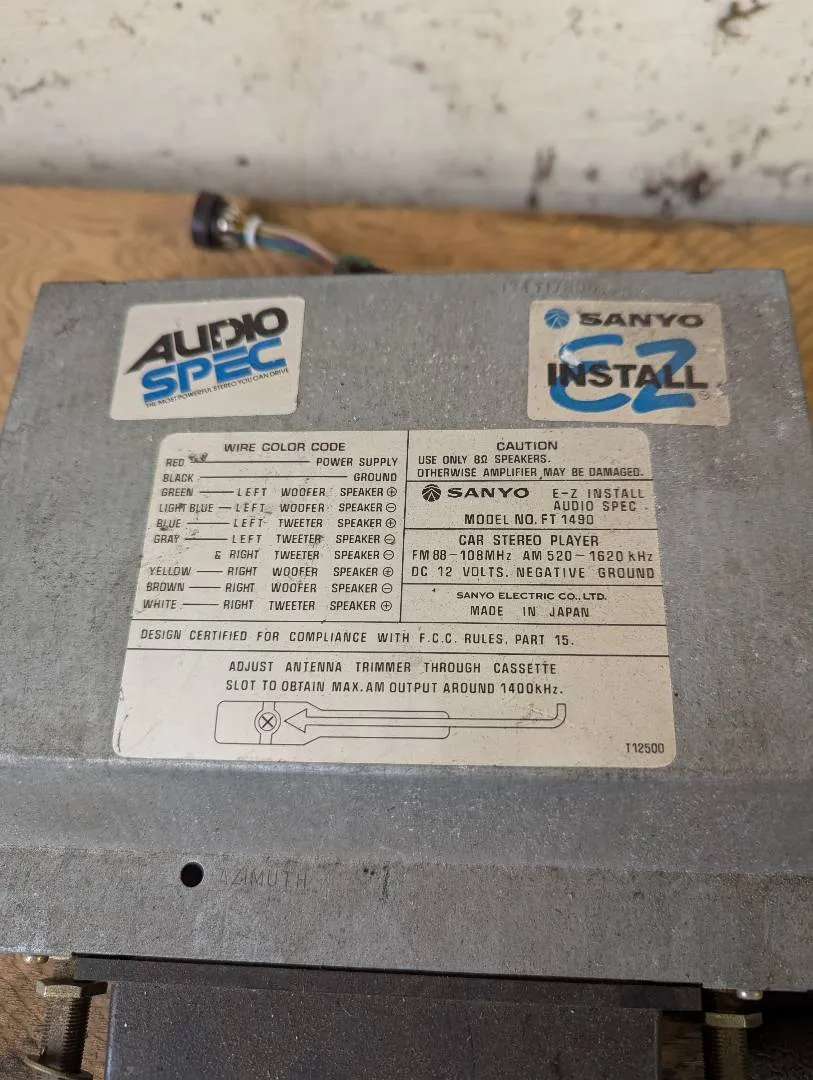 AUDIO
SPEC
THE MOST POWERFUL STEREO YOU CAN DRIVE
SANYO
EZ
INSTALL
WIRE COLOR CODE
RED POWER SUPPLY
BLACK GROUND
GREEN LEFT WOOFER SPEAKER ⊕
LIGHT BLUE LEFT WOOFER SPEAKER ⊖
BLUE LEFT TWEETER SPEAKER ⊕
GRAY LEFT TWEETER SPEAKER ⊖
& RIGHT TWEETER SPEAKER ⊖
YELLOW RIGHT WOOFER SPEAKER ⊕
BROWN RIGHT WOOFER SPEAKER ⊖
WHITE RIGHT TWEETER SPEAKER ⊕
CAUTION
USE ONLY 8Ω SPEAKERS.
OTHERWISE AMPLIFIER MAY BE DAMAGED.
SANYO E-Z INSTALL
AUDIO SPEC
MODEL NO. FT 1490
CAR STEREO PLAYER
FM 88-108MHz AM 520-1620 kHz
DC 12 VOLTS. NEGATIVE GROUND
SANYO ELECTRIC CO., LTD.
MADE IN JAPAN
DESIGN CERTIFIED FOR COMPLIANCE WITH F.C.C. RULES, PART 15.
ADJUST ANTENNA TRIMMER THROUGH CASSETTE
SLOT TO OBTAIN MAX. AM OUTPUT AROUND 1400kHz.
T12500
AZIMUTH